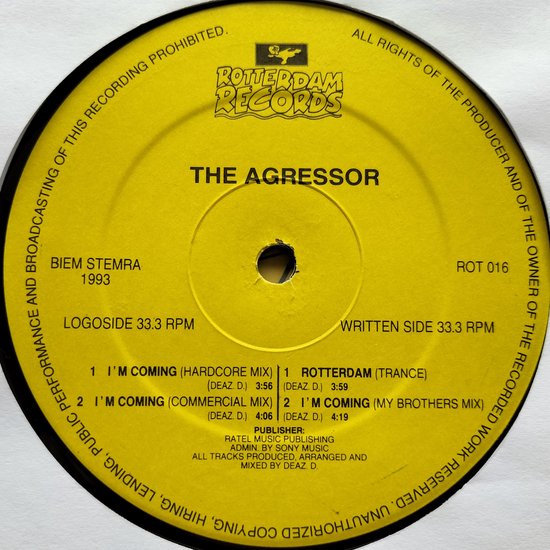 ROTTERDAM
RECORDS
THE AGRESSOR
BIEM STEMRA
1993
ROT 016
LOGOSIDE 33.3 RPM
WRITTEN SIDE 33.3 RPM
1 I'M COMING (HARDCORE MIX)
(DEAZ. D.) 3:56
2 I'M COMING (COMMERCIAL MIX)
(DEAZ. D.) 4:06
1 ROTTERDAM (TRANCE)
(DEAZ. D.) 3:59
2 I'M COMING (MY BROTHERS MIX)
(DEAZ. D.) 4:19
PUBLISHER:
RATEL MUSIC PUBLISHING
ADMIN. BY SONY MUSIC
ALL TRACKS PRODUCED, ARRANGED AND
MIXED BY DEAZ. D.
ALL RIGHTS OF THE PRODUCER AND OF THE OWNER OF THE RECORDED WORK RESERVED. UNAUTHORIZED COPYING, HIRING, LENDING, PUBLIC PERFORMANCE AND BROADCASTING OF THIS RECORDING PROHIBITED.